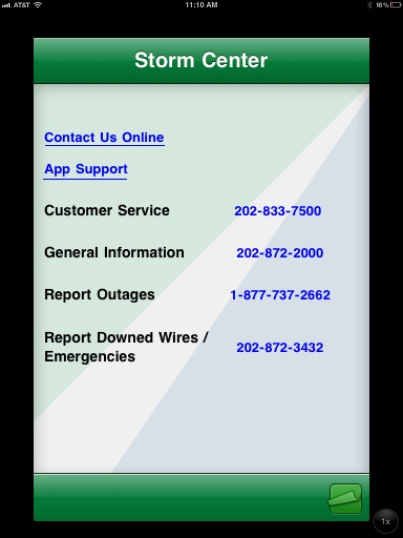 AT&T 11:10 AM 16%
Storm Center
Contact Us Online
App Support
Customer Service 202-833-7500
General Information 202-872-2000
Report Outages 1-877-737-2662
Report Downed Wires /
Emergencies 202-872-3432
1x